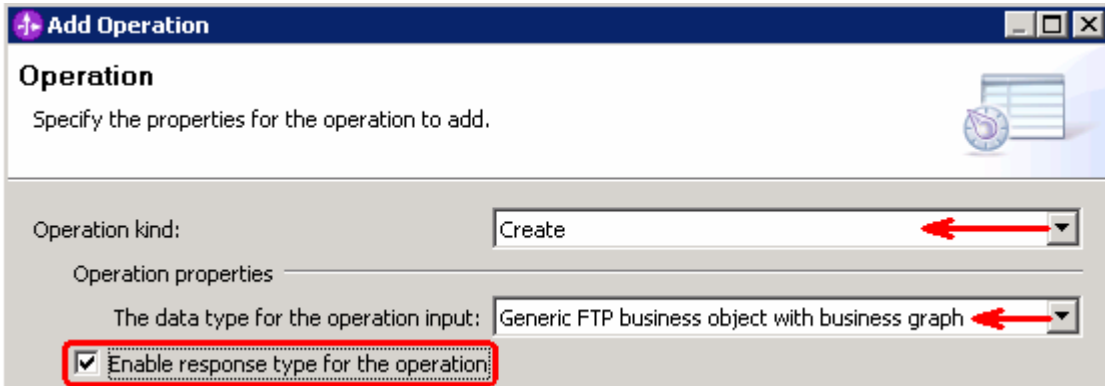 Add Operation
Operation
Specify the properties for the operation to add.
Operation kind: Create
Operation properties
The data type for the operation input: Generic FTP business object with business graph
Enable response type for the operation